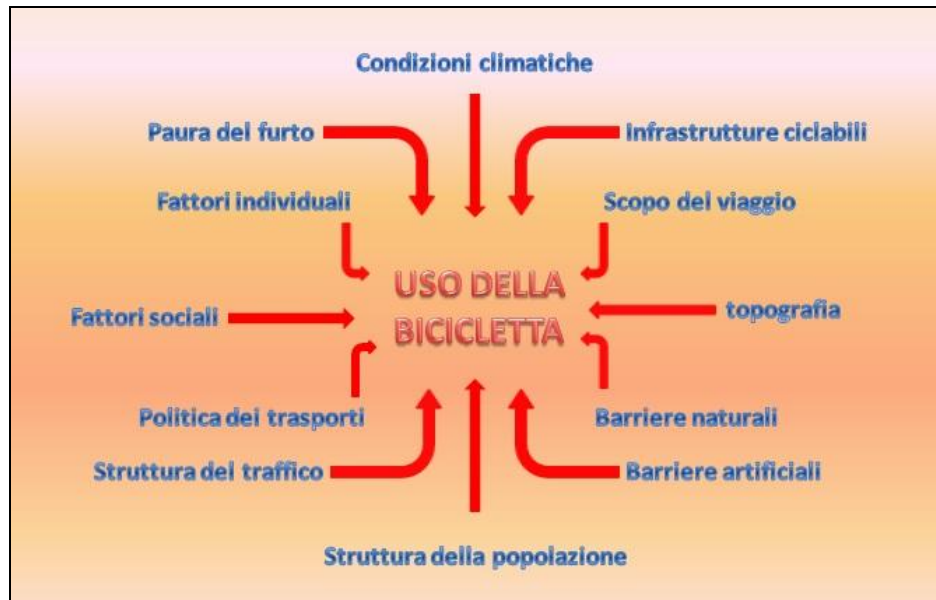 Condizioni climatiche
Paura del furto
Infrastrutture ciclabili
Fattori individuali
Scopo del viaggio
USO DELLA
BICICLETTA
Fattori sociali
topografia
Politica dei trasporti
Barriere naturali
Struttura del traffico
Barriere artificiali
Struttura della popolazione